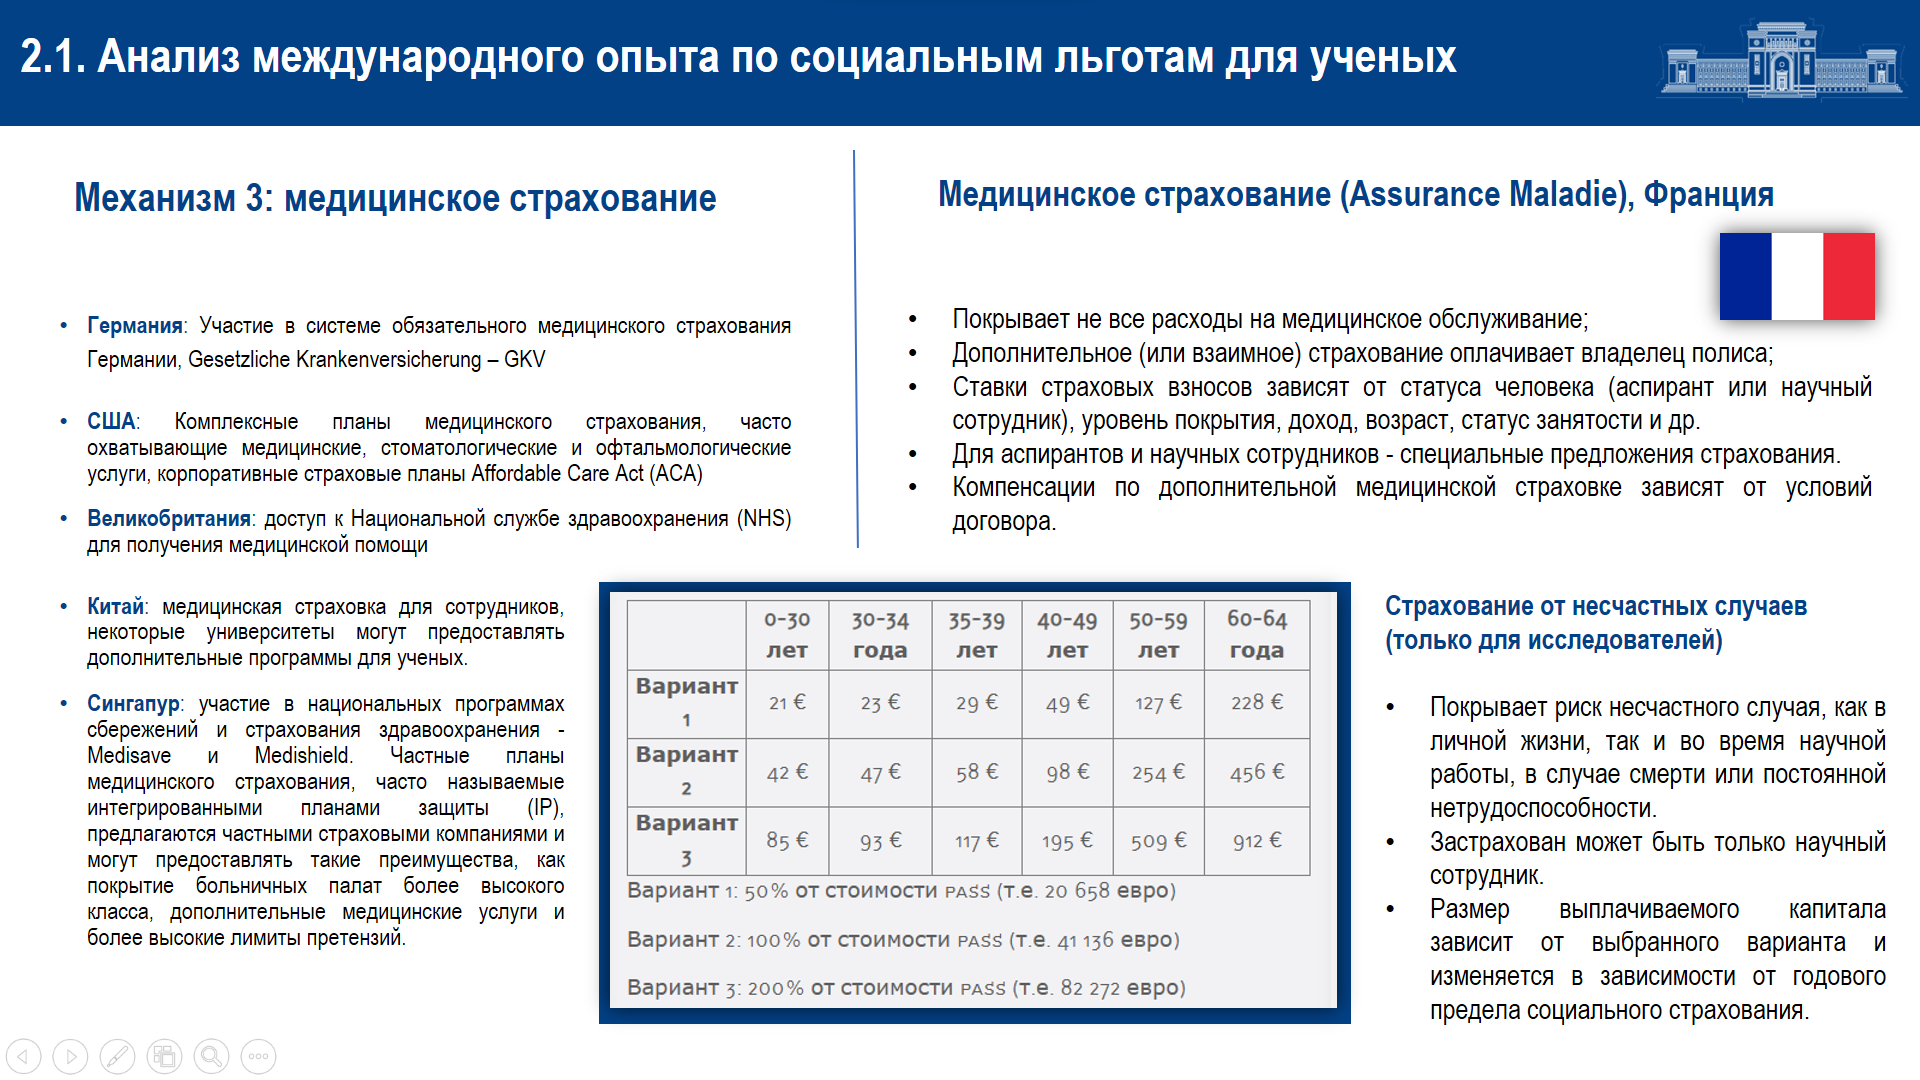 2.1. Анализ международного опыта по социальным льготам для ученых
Механизм 3: медицинское страхование
• Германия: Участие в системе обязательного медицинского страхования
Германии, Gesetzliche Krankenversicherung – GKV
• США: Комплексные планы медицинского страхования, часто
охватывающие медицинские, стоматологические и офтальмологические
услуги, корпоративные страховые планы Affordable Care Act (ACA)
• Великобритания: доступ к Национальной службе здравоохранения (NHS)
для получения медицинской помощи
• Китай: медицинская страховка для сотрудников,
некоторые университеты могут предоставлять
дополнительные программы для ученых.
• Сингапур: участие в национальных программах
сбережений и страхования здравоохранения -
Medisave и Medishield. Частные планы
медицинского страхования, часто называемые
интегрированными планами защиты (IP),
предлагаются частными страховыми компаниями и
могут предоставлять такие преимущества, как
покрытие больничных палат более высокого
класса, дополнительные медицинские услуги и
более высокие лимиты претензий.
Медицинское страхование (Assurance Maladie), Франция
• Покрывает не все расходы на медицинское обслуживание;
• Дополнительное (или взаимное) страхование оплачивает владелец полиса;
• Ставки страховых взносов зависят от статуса человека (аспирант или научный
сотрудник), уровень покрытия, доход, возраст, статус занятости и др.
• Для аспирантов и научных сотрудников - специальные предложения страхования.
• Компенсации по дополнительной медицинской страховке зависят от условий
договора.
0-30 30-34 35-39 40-49 50-59 60-64
лет года лет лет лет года
Вариант
1 21 € 23 € 29 € 49 € 127 € 228 €
Вариант
2 42 € 47 € 58 € 98 € 254 € 456 €
Вариант
3 85 € 93 € 117 € 195 € 509 € 912 €
Вариант 1: 50% от стоимости PASS (т.е. 20 658 евро)
Вариант 2: 100% от стоимости PASS (т.е. 41 136 евро)
Вариант 3: 200% от стоимости PASS (т.е. 82 272 евро)
Страхование от несчастных случаев
(только для исследователей)
• Покрывает риск несчастного случая, как в
личной жизни, так и во время научной
работы, в случае смерти или постоянной
нетрудоспособности.
• Застрахован может быть только научный
сотрудник.
• Размер выплачиваемого капитала
зависит от выбранного варианта и
изменяется в зависимости от годового
предела социального страхования.